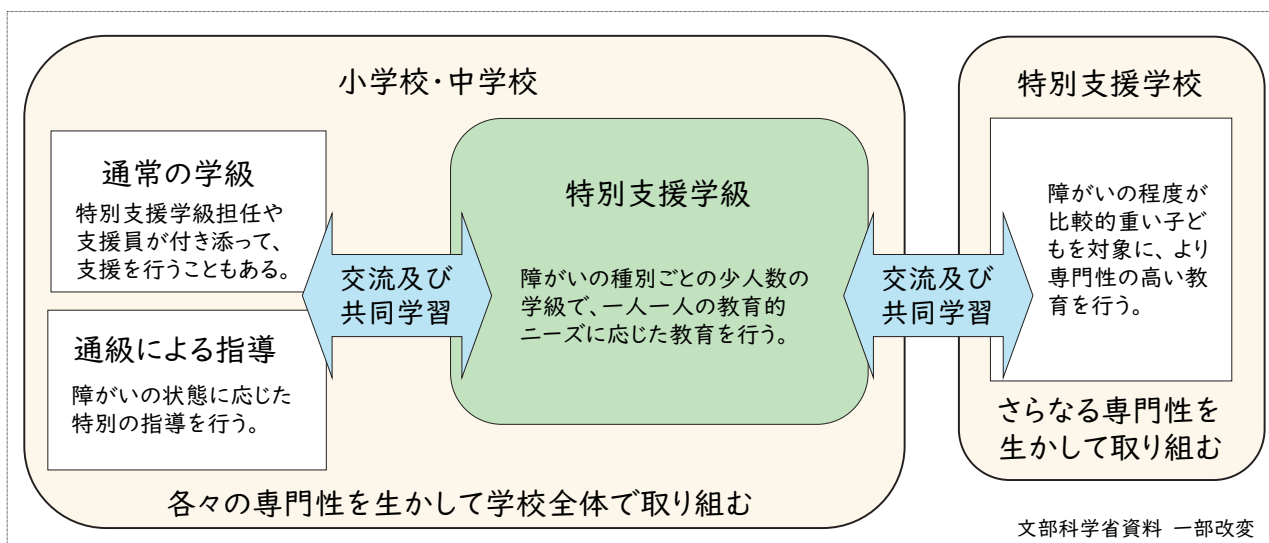 小学校・中学校
通常の学級
特別支援学級担任や
支援員が付き添って、
支援を行うこともある。
通級による指導
障がいの状態に応じた
特別の指導を行う。
交流及び
共同学習
特別支援学級
障がいの種別ごとの少人数の
学級で、一人一人の教育的
ニーズに応じた教育を行う。
各々の専門性を生かして学校全体で取り組む
交流及び
共同学習
特別支援学校
障がいの程度が
比較的重い子ど
もを対象に、より
専門性の高い教
育を行う。
さらなる専門性を
生かして取り組む
文部科学省資料 一部改変